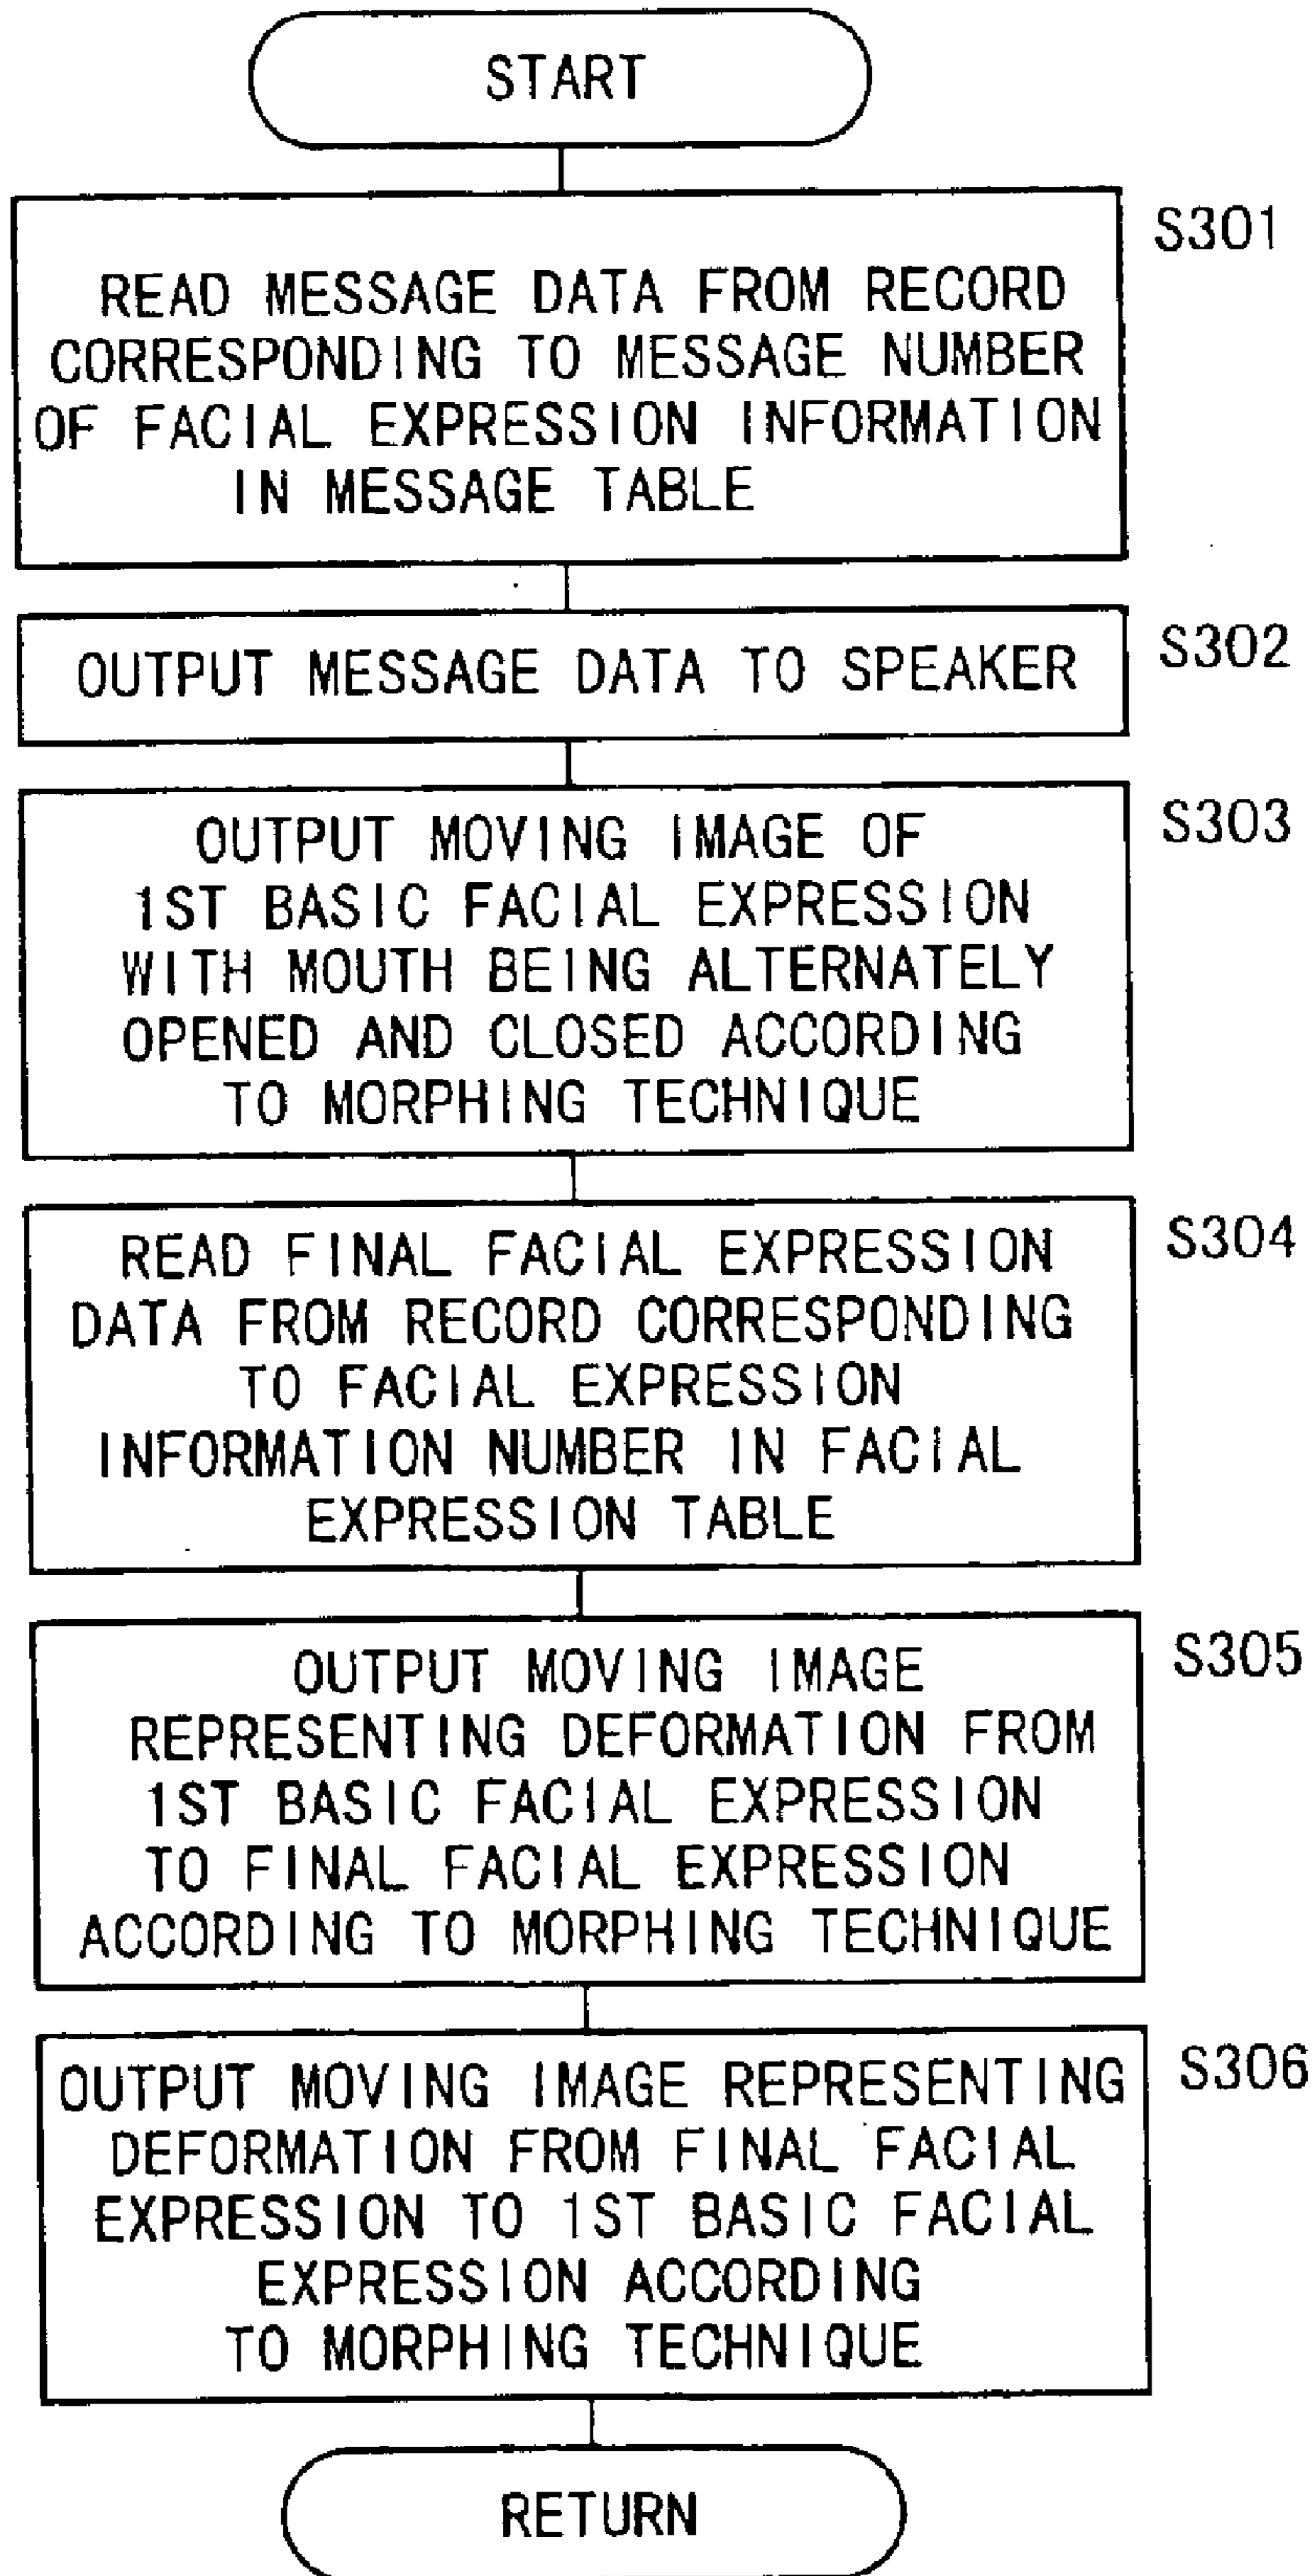 START
S301
READ MESSAGE DATA FROM RECORD
CORRESPONDING TO MESSAGE NUMBER
OF FACIAL EXPRESSION INFORMATION
IN MESSAGE TABLE
S302
OUTPUT MESSAGE DATA TO SPEAKER
S303
OUTPUT MOVING IMAGE OF
1ST BASIC FACIAL EXPRESSION
WITH MOUTH BEING ALTERNATELY
OPENED AND CLOSED ACCORDING
TO MORPHING TECHNIQUE
S304
READ FINAL FACIAL EXPRESSION
DATA FROM RECORD CORRESPONDING
TO FACIAL EXPRESSION
INFORMATION NUMBER IN FACIAL
EXPRESSION TABLE
S305
OUTPUT MOVING IMAGE
REPRESENTING DEFORMATION FROM
1ST BASIC FACIAL EXPRESSION
TO FINAL FACIAL EXPRESSION
ACCORDING TO MORPHING TECHNIQUE
S306
OUTPUT MOVING IMAGE REPRESENTING
DEFORMATION FROM FINAL FACIAL
EXPRESSION TO 1ST BASIC FACIAL
EXPRESSION ACCORDING
TO MORPHING TECHNIQUE
RETURN